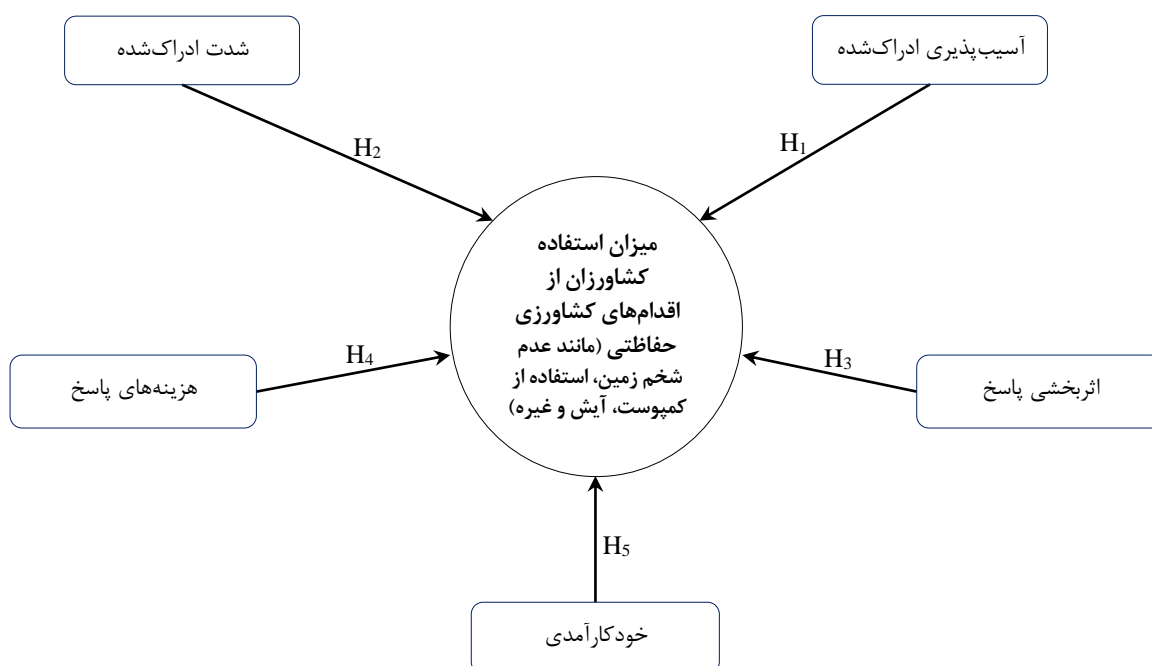 آسیب‌پذیری ادراک‌شده
شدت ادراک‌شده
H₁
H₂
میزان استفاده
کشاورزان از
اقدام‌های کشاورزی
حفاظتی (مانند عدم
شخم زمین، استفاده از
کمپوست، آیش و غیره)
H₃
H₄
اثربخشی پاسخ
هزینه‌های پاسخ
H₅
خودکارآمدی